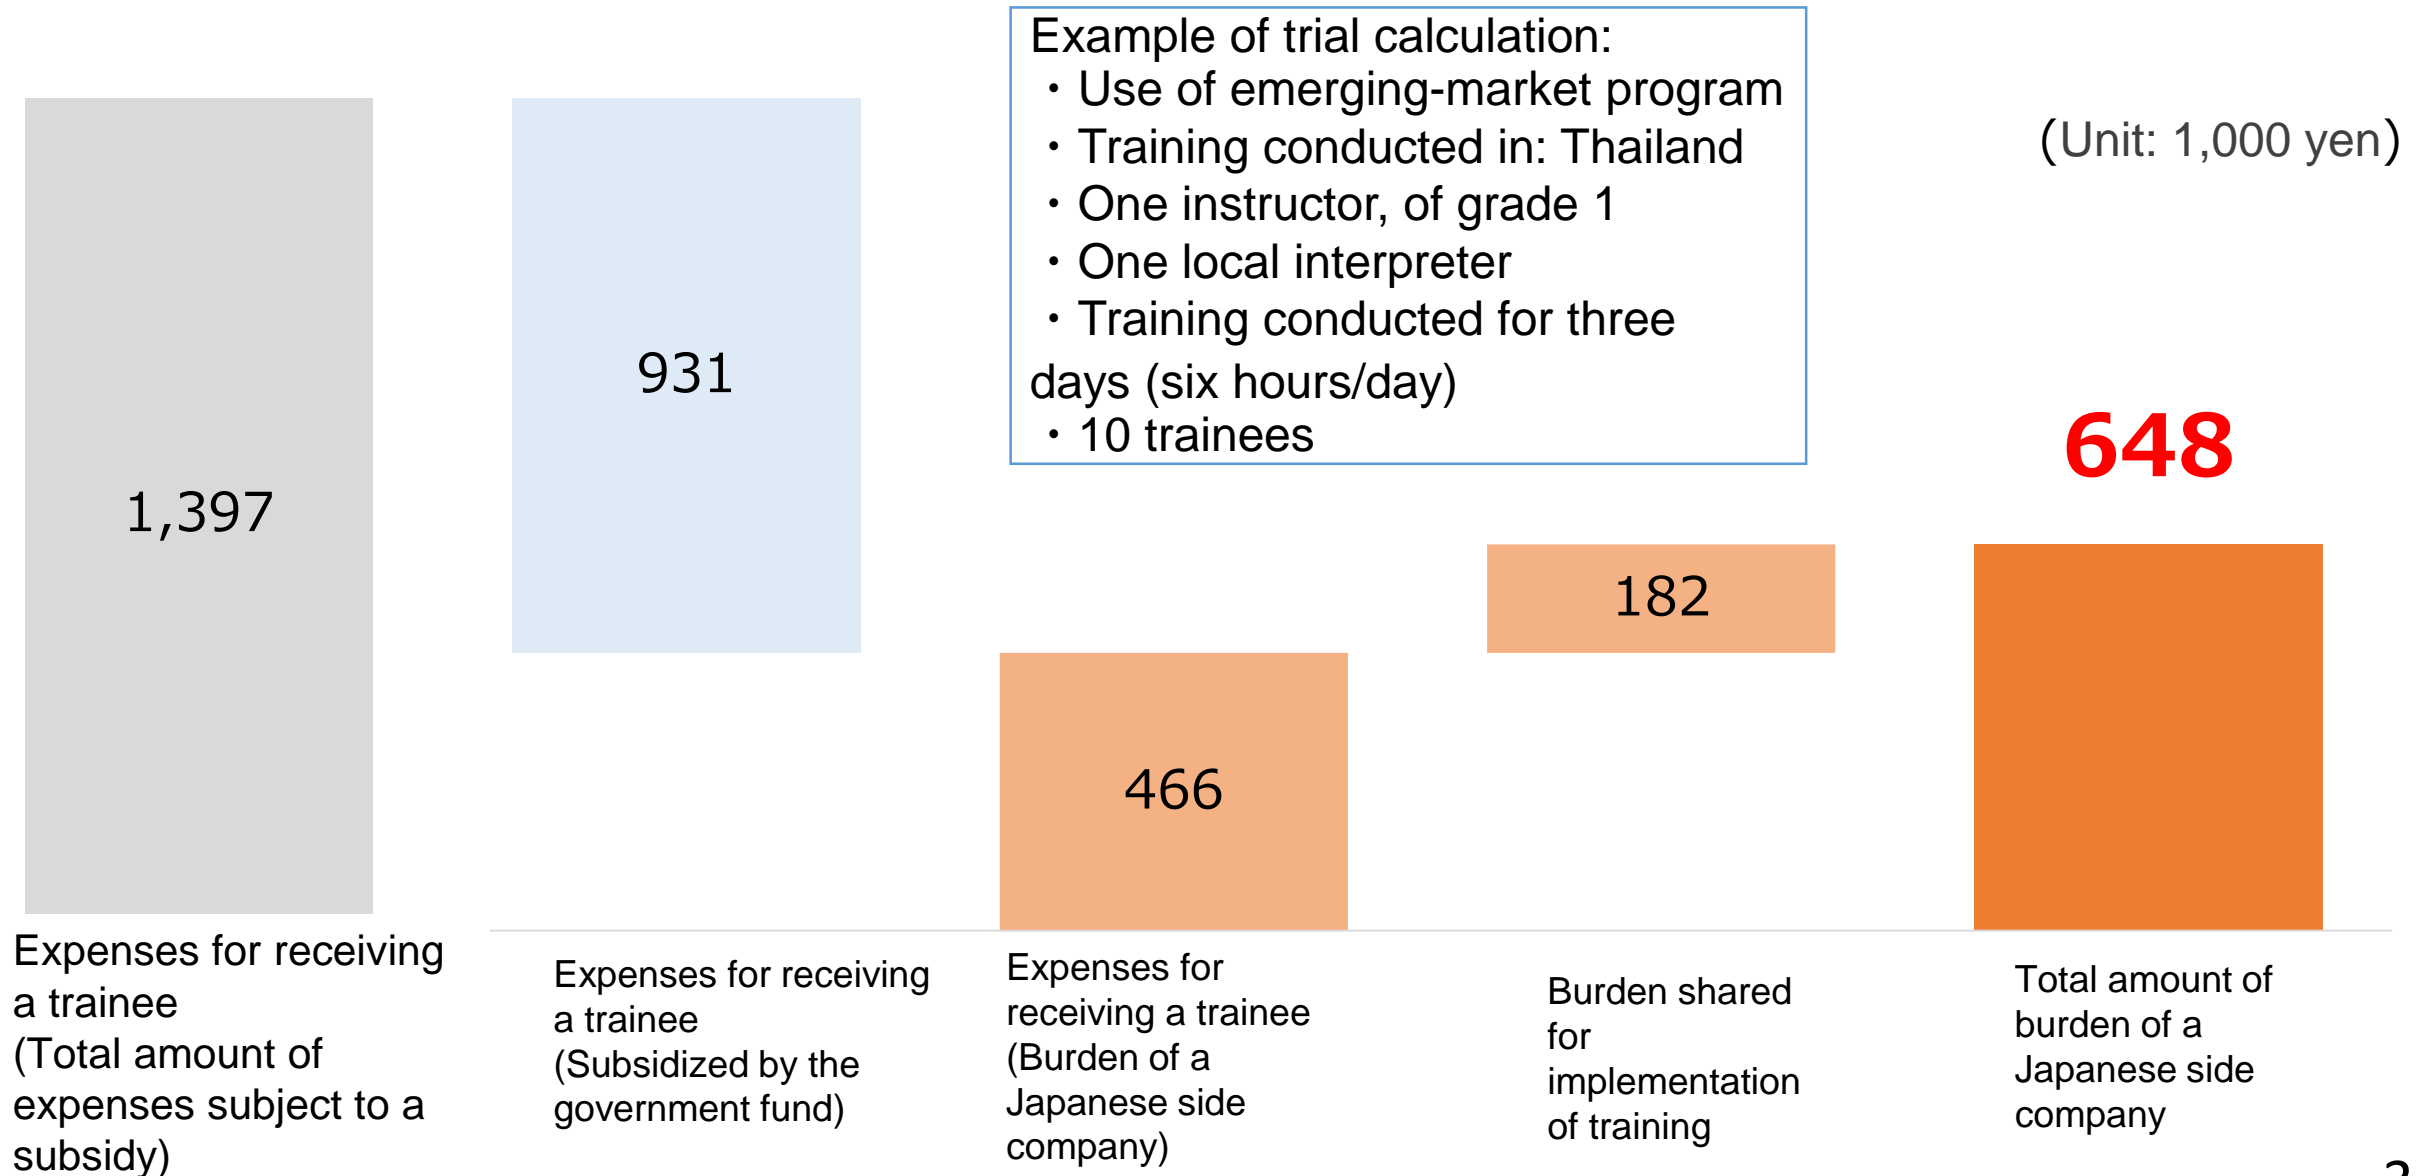 Example of trial calculation:
・Use of emerging-market program
・Training conducted in: Thailand
・One instructor, of grade 1
・One local interpreter
・Training conducted for three
days (six hours/day)
・10 trainees
(Unit: 1,000 yen)
1,397
931
466
182
648
Expenses for receiving
a trainee
(Total amount of
expenses subject to a
subsidy)
Expenses for receiving
a trainee
(Subsidized by the
government fund)
Expenses for
receiving a trainee
(Burden of a
Japanese side
company)
Burden shared
for
implementation
of training
Total amount of
burden of a
Japanese side
company